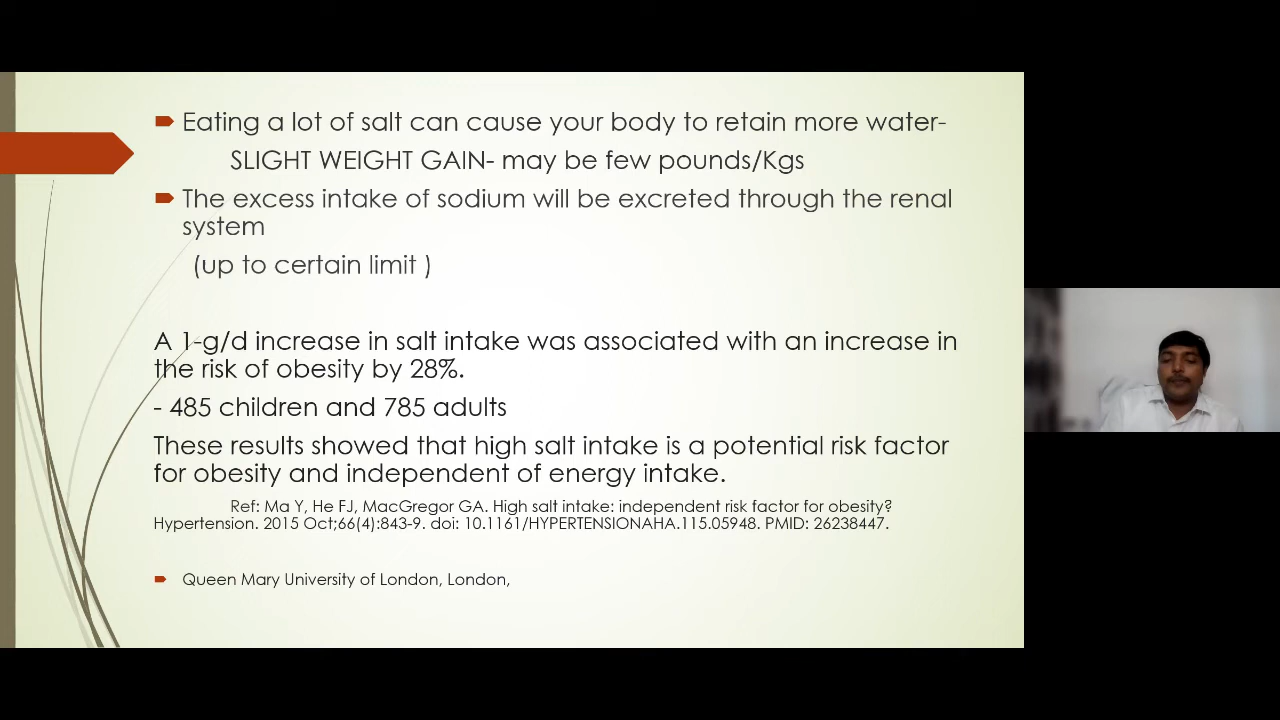 Eating a lot of salt can cause your body to retain more water-
SLIGHT WEIGHT GAIN- may be few pounds/Kgs
The excess intake of sodium will be excreted through the renal
system
(up to certain limit )
A 1-g/d increase in salt intake was associated with an increase in
the risk of obesity by 28%.
- 485 children and 785 adults
These results showed that high salt intake is a potential risk factor
for obesity and independent of energy intake.
Ref: Ma Y, He FJ, MacGregor GA. High salt intake: independent risk factor for obesity?
Hypertension. 2015 Oct;66(4):843-9. doi: 10.1161/HYPERTENSIONAHA.115.05948. PMID: 26238447.
Queen Mary University of London, London,